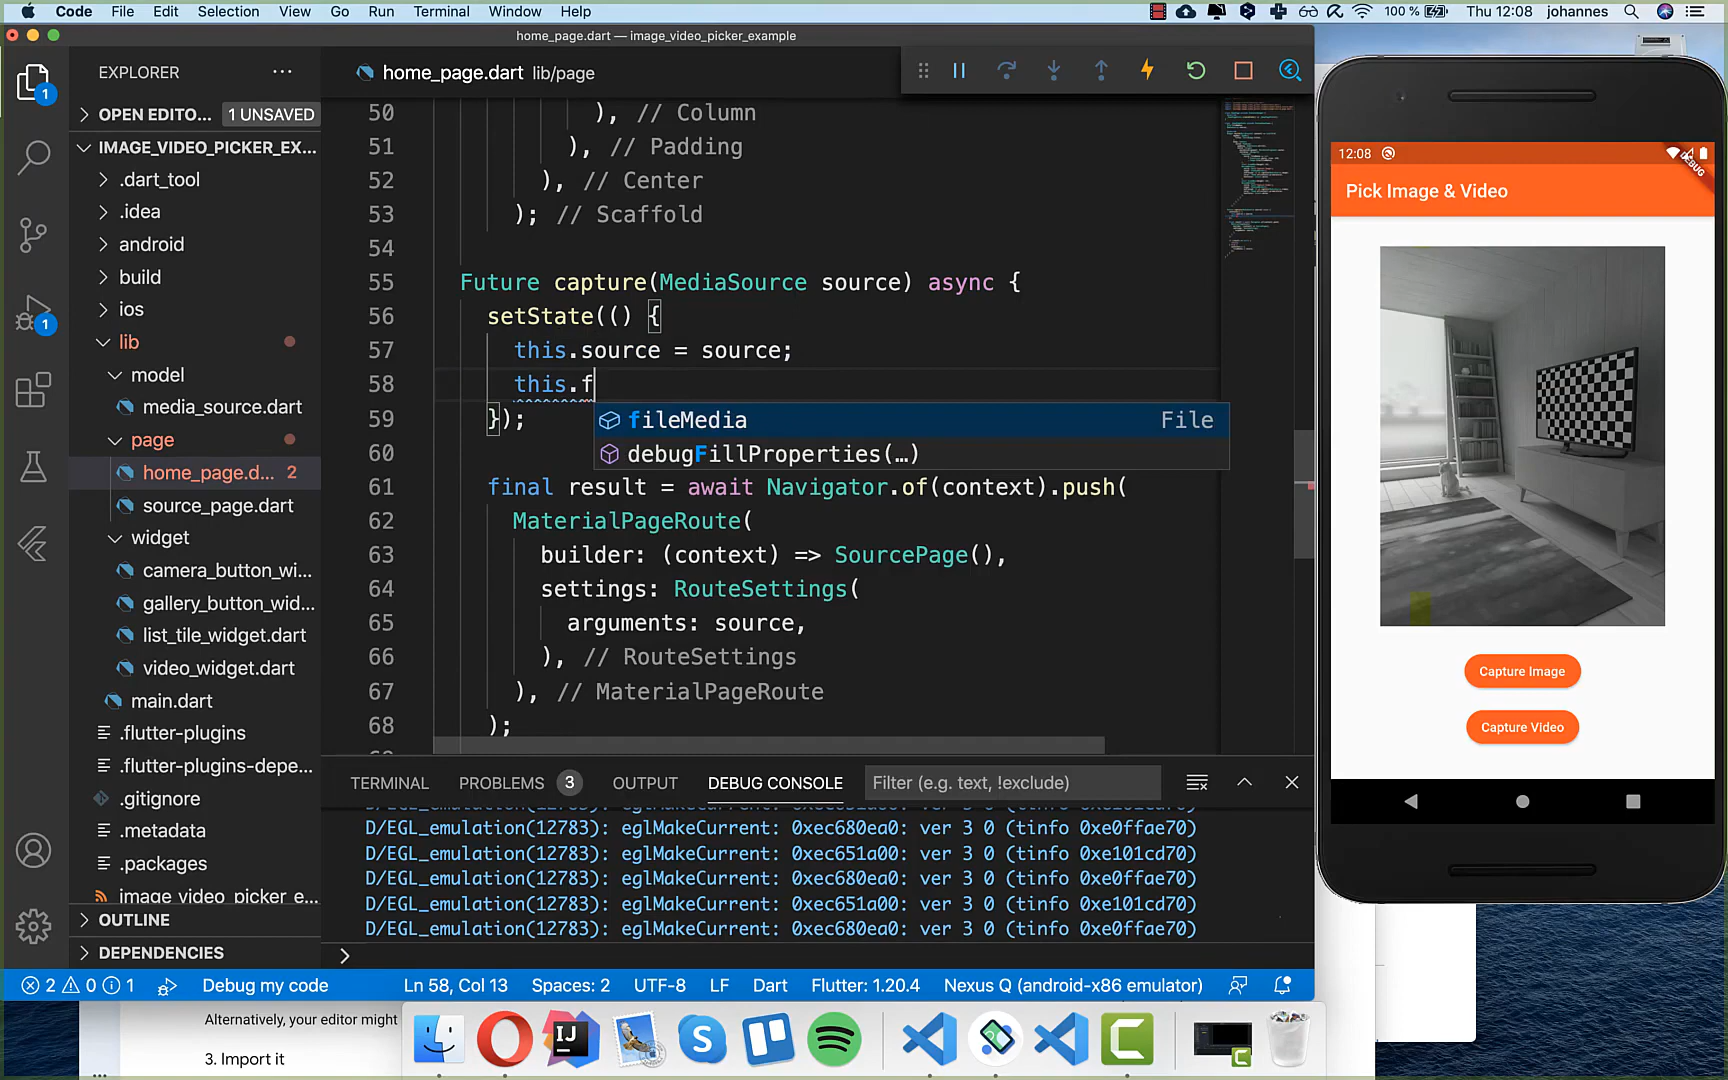 Code File Edit Selection View Go Run Terminal Window Help 100 % Thu 12:08 johannes
home_page.dart — image_video_picker_example
EXPLORER
home_page.dart lib/page
OPEN EDITO... 1 UNSAVED
IMAGE_VIDEO_PICKER_EX...
.dart_tool
.idea
android
build
ios
lib
model
media_source.dart
page
home_page.d... 2
source_page.dart
widget
camera_button_wi...
gallery_button_wid...
list_tile_widget.dart
video_widget.dart
main.dart
.flutter-plugins
.flutter-plugins-depe...
.gitignore
.metadata
.packages
image_video_picker_e...
OUTLINE
DEPENDENCIES
1
1
50 ), // Column
51 ), // Padding
52 ), // Center
53 ); // Scaffold
54
55 Future capture(MediaSource source) async {
56 setState(() {
57 this.source = source;
58 this.f
59 });
fileMedia File
debugFillProperties(…)
60
61 final result = await Navigator.of(context).push(
62 MaterialPageRoute(
63 builder: (context) => SourcePage(),
64 settings: RouteSettings(
65 arguments: source,
66 ), // RouteSettings
67 ), // MaterialPageRoute
68 );
TERMINAL PROBLEMS 3 OUTPUT DEBUG CONSOLE Filter (e.g. text, !exclude)
D/EGL_emulation(12783): eglMakeCurrent: 0xec680ea0: ver 3 0 (tinfo 0xe0ffae70)
D/EGL_emulation(12783): eglMakeCurrent: 0xec651a00: ver 3 0 (tinfo 0xe101cd70)
D/EGL_emulation(12783): eglMakeCurrent: 0xec680ea0: ver 3 0 (tinfo 0xe0ffae70)
D/EGL_emulation(12783): eglMakeCurrent: 0xec651a00: ver 3 0 (tinfo 0xe101cd70)
D/EGL_emulation(12783): eglMakeCurrent: 0xec680ea0: ver 3 0 (tinfo 0xe0ffae70)
2 0 1 Debug my code Ln 58, Col 13 Spaces: 2 UTF-8 LF Dart Flutter: 1.20.4 Nexus Q (android-x86 emulator)
12:08
DEBUG
Pick Image & Video
Capture Image
Capture Video
Alternatively, your editor might
3. Import it